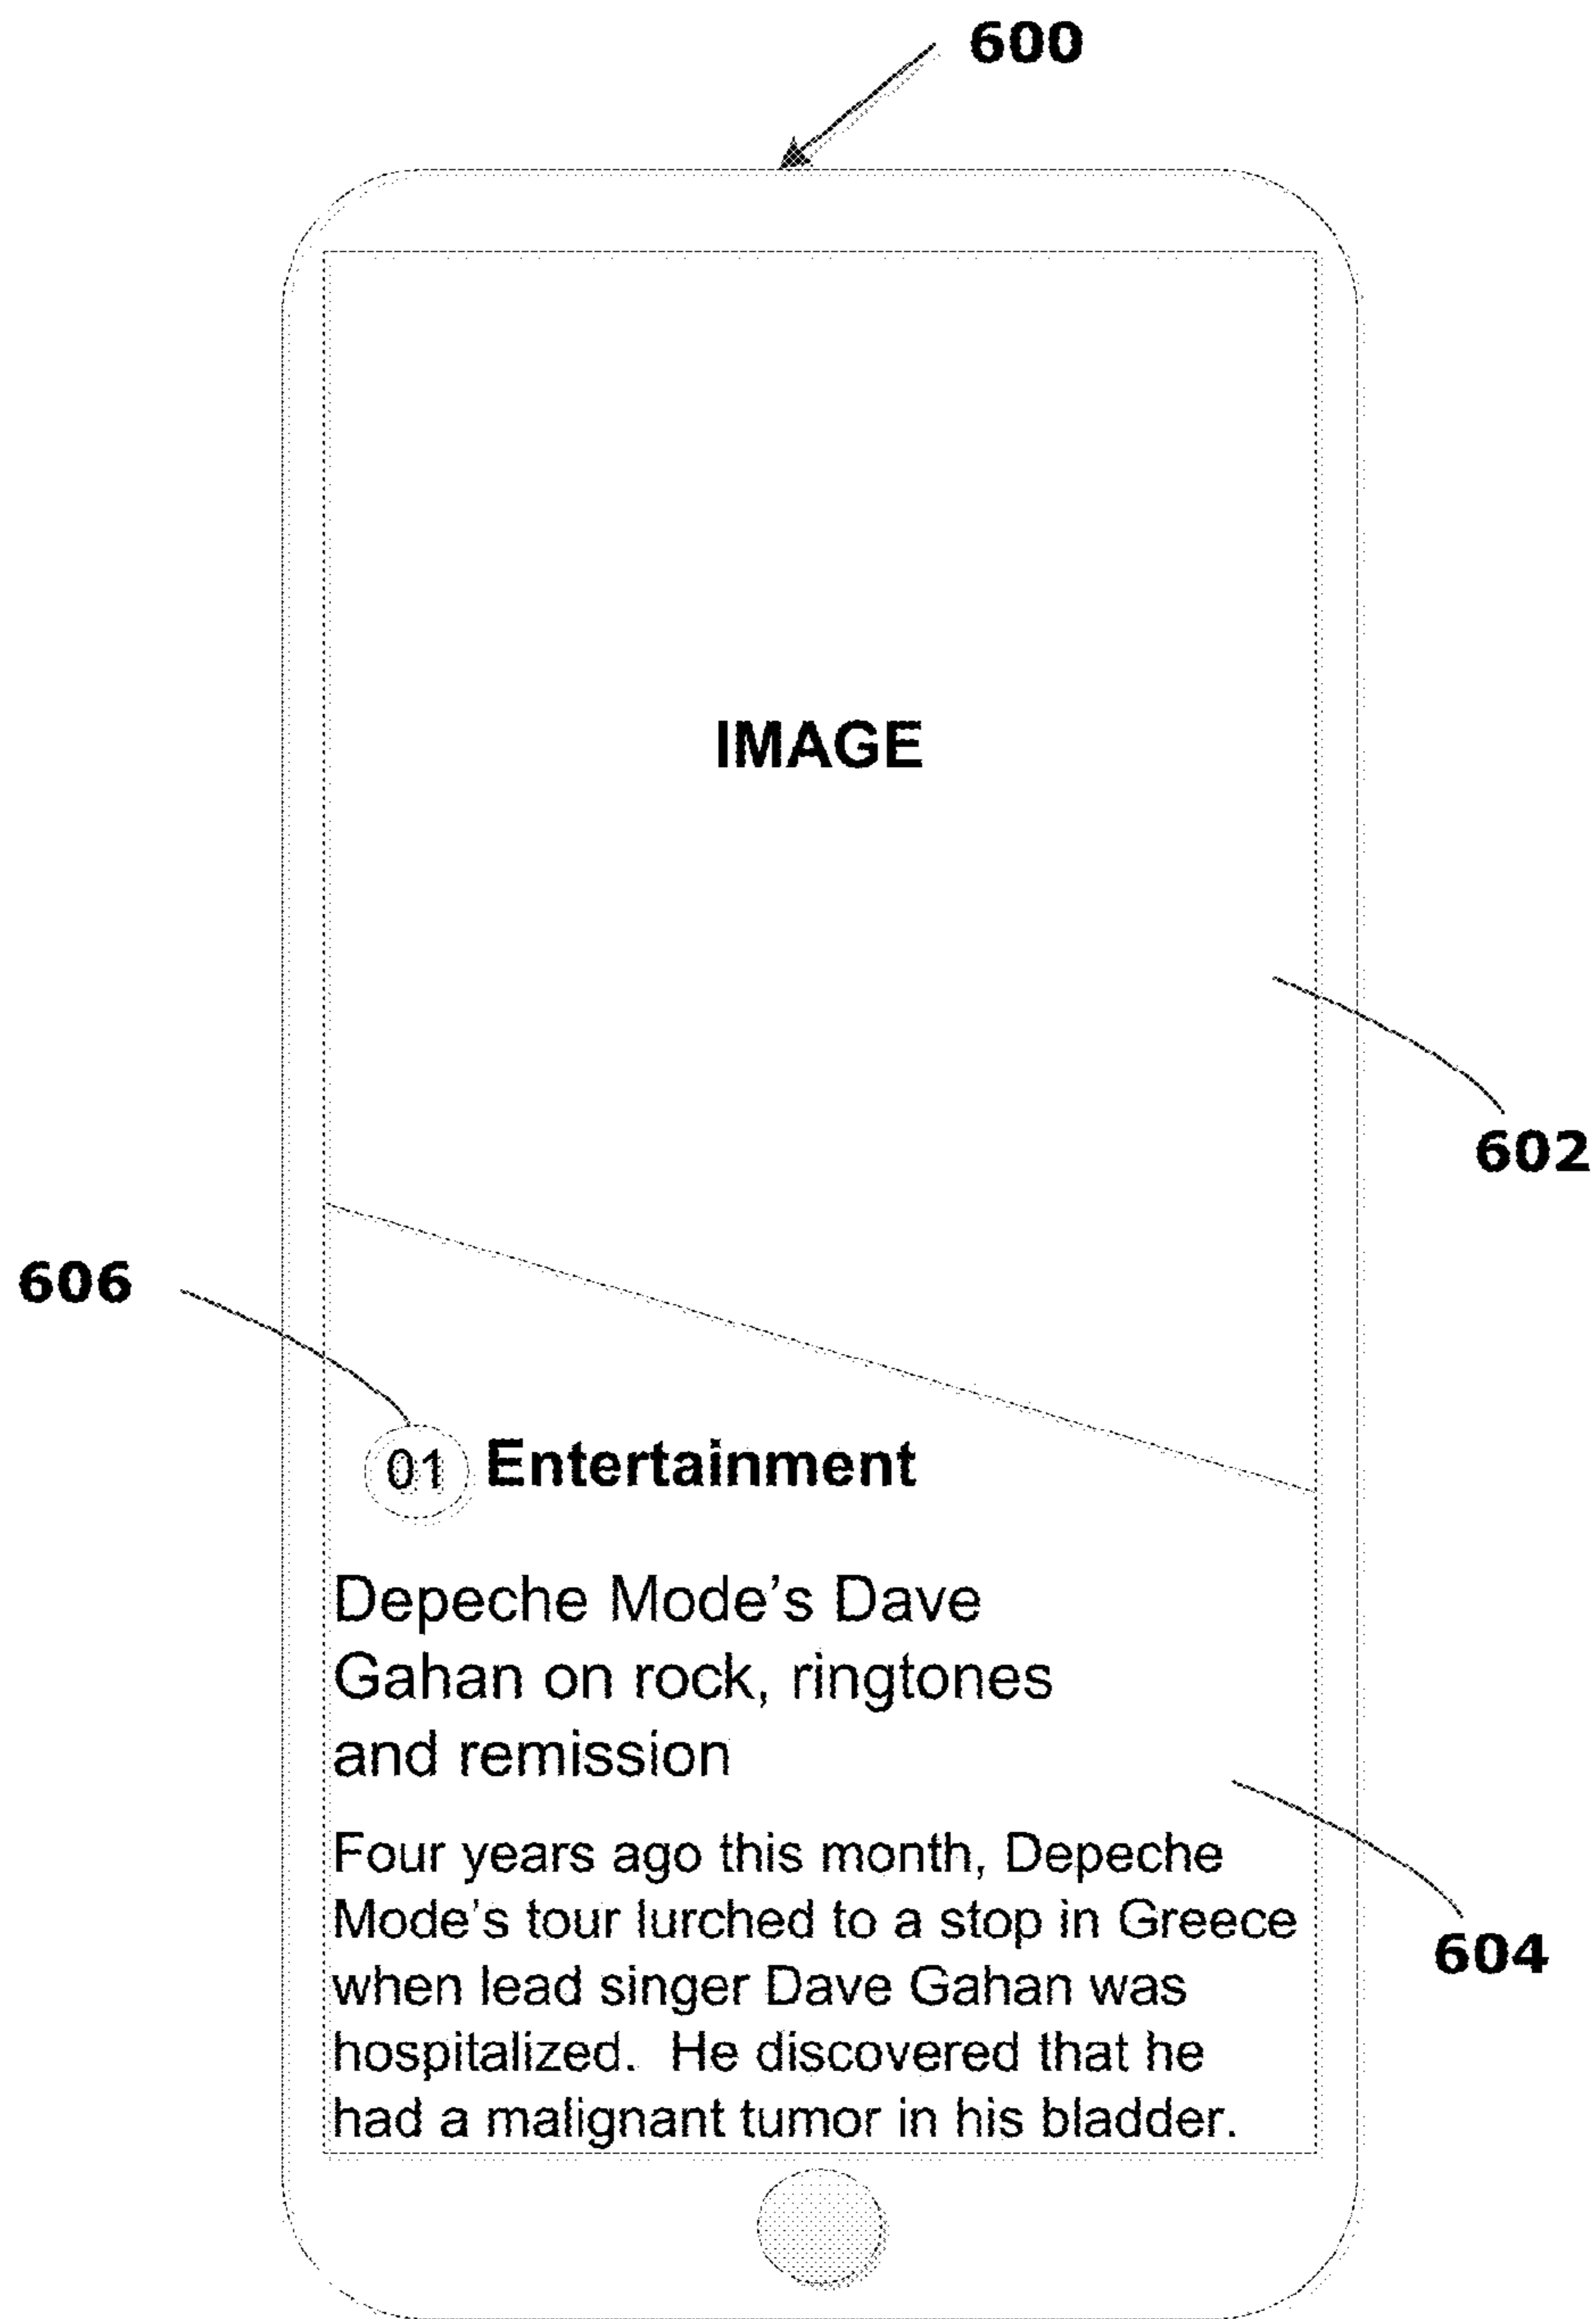 600
IMAGE
602
606
01 Entertainment
Depeche Mode’s Dave
Gahan on rock, ringtones
and remission
Four years ago this month, Depeche
Mode’s tour lurched to a stop in Greece
when lead singer Dave Gahan was
hospitalized.  He discovered that he
had a malignant tumor in his bladder.
604